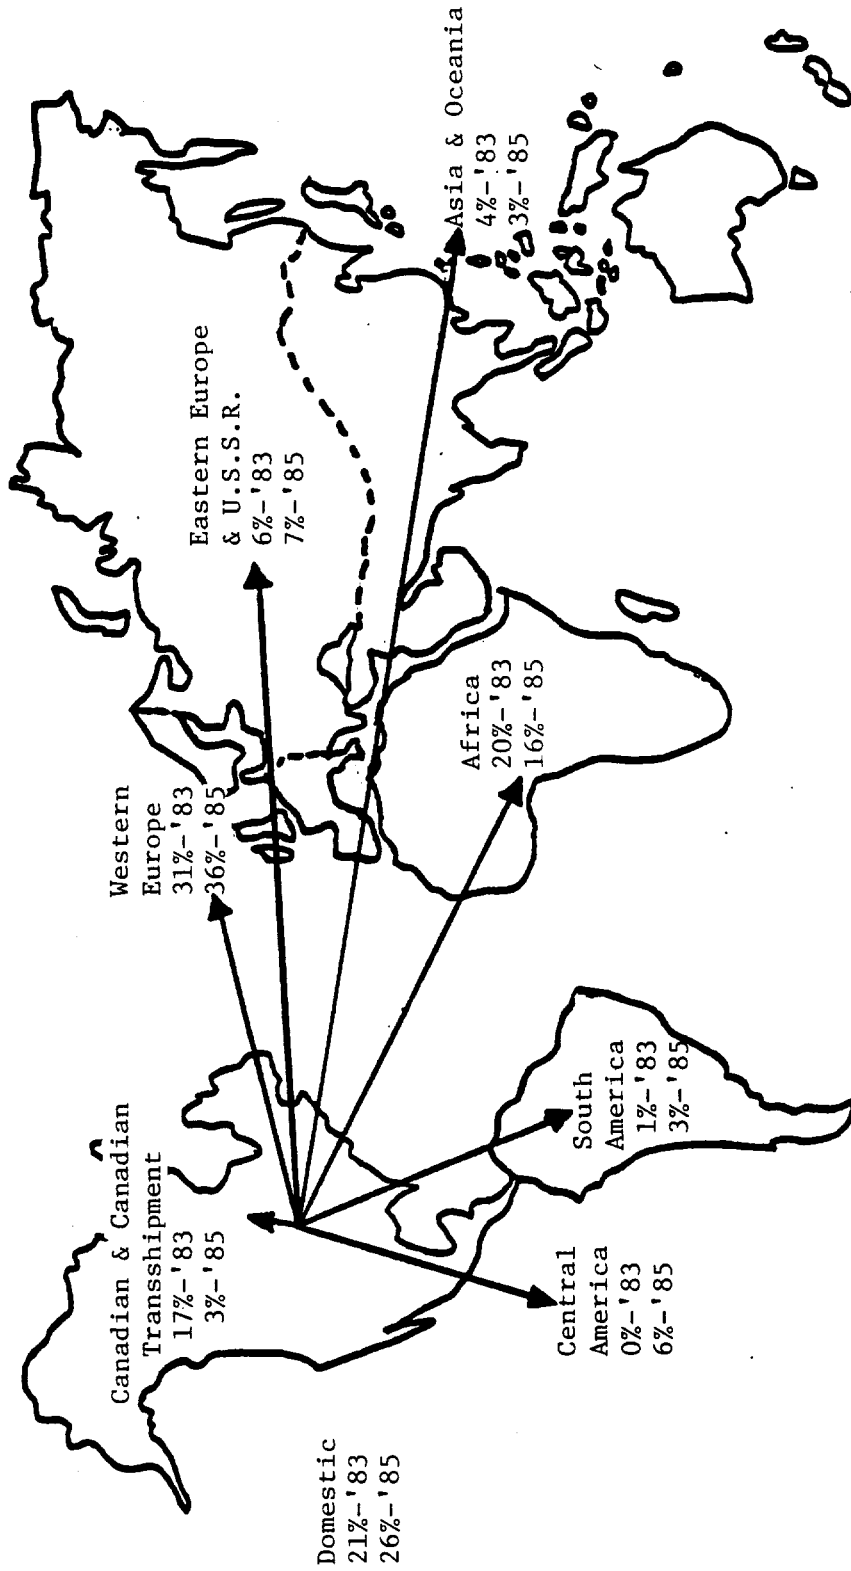 Canadian & Canadian
Transshipment
17%-'83
3%-'85
Western
Europe
31%-'83
36%-'85
Eastern Europe
& U.S.S.R.
6%-'83
7%-'85
Asia & Oceania
4%-'83
3%-'85
Domestic
21%-'83
26%-'85
Central
America
0%-'83
6%-'85
South
America
1%-'83
3%-'85
Africa
20%-'83
16%-'85